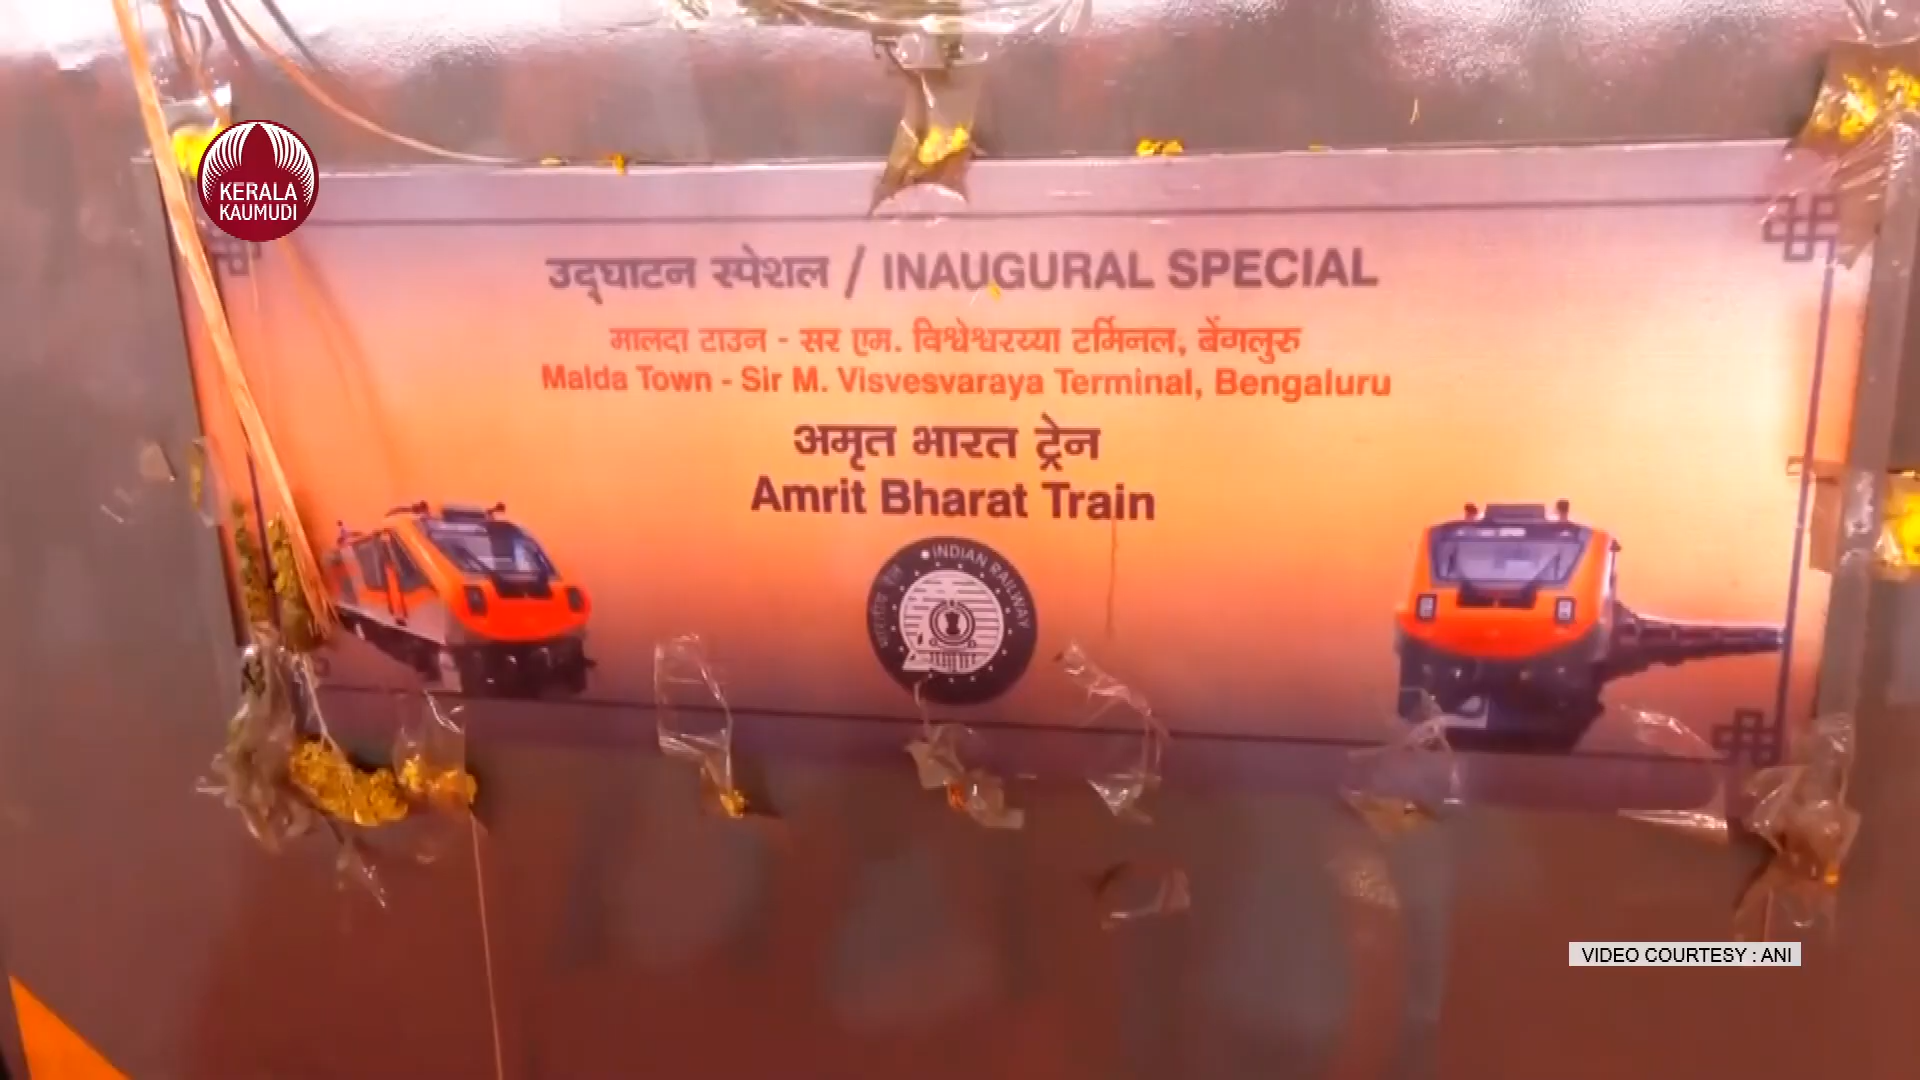 KERALA
KAUMUDI
उद्‌घाटन स्पेशल / INAUGURAL SPECIAL
मालदा टाउन - सर एम. विश्वेश्वरय्या टर्मिनल, बेंगलुरु
Malda Town - Sir M. Visvesvaraya Terminal, Bengaluru
अमृत भारत ट्रेन
Amrit Bharat Train
भारतीय रेल
INDIAN RAILWAY
VIDEO COURTESY : ANI